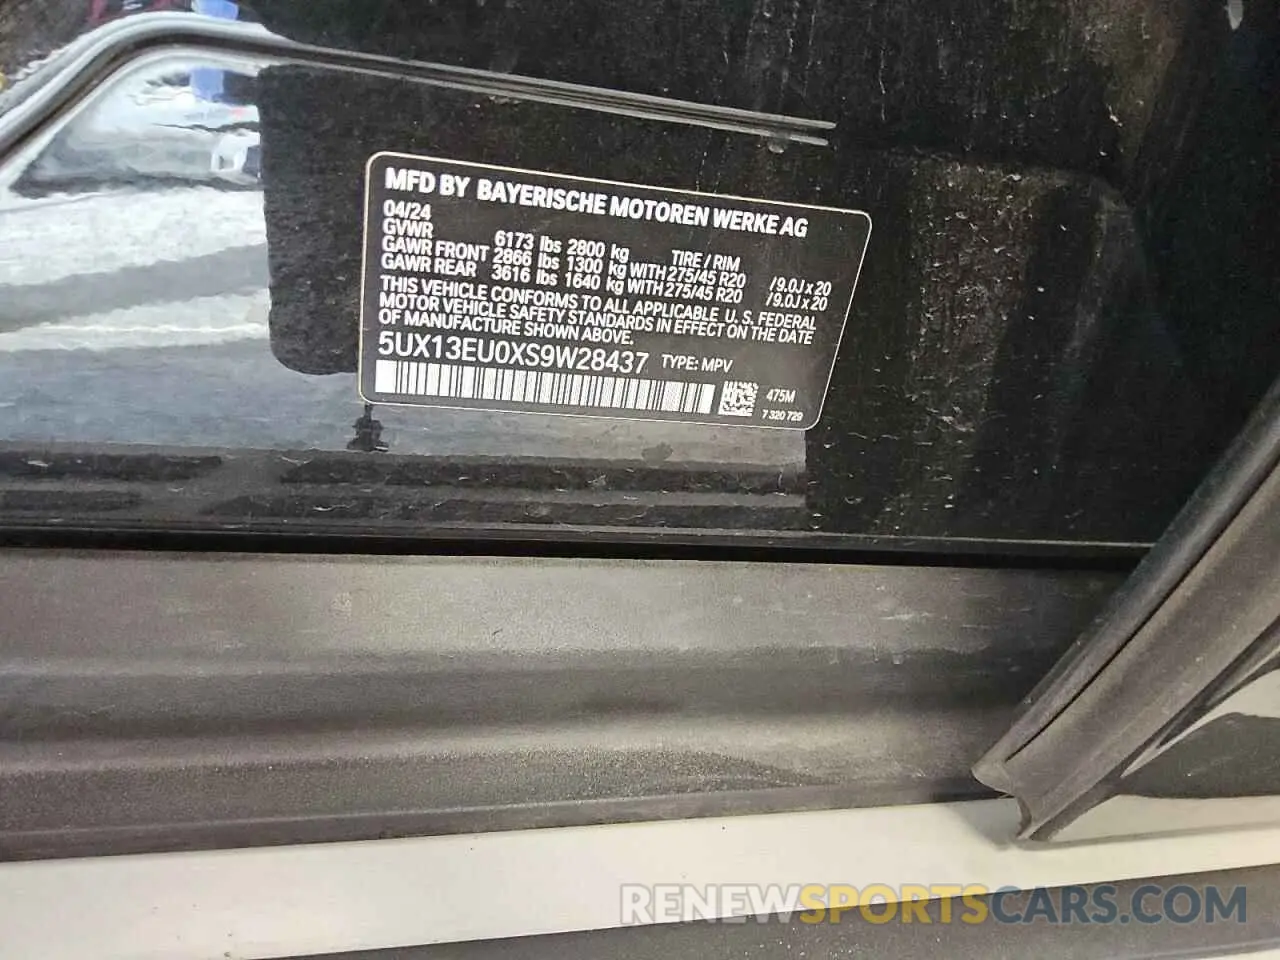 MFD BY BAYERISCHE MOTOREN WERKE AG
04/24
GVWR 6173 lbs 2800 kg TIRE / RIM
GAWR FRONT 2866 lbs 1300 kg WITH 275/45 R20 / 9.0J x 20
GAWR REAR 3616 lbs 1640 kg WITH 275/45 R20 / 9.0J x 20
THIS VEHICLE CONFORMS TO ALL APPLICABLE U. S. FEDERAL
MOTOR VEHICLE SAFETY STANDARDS IN EFFECT ON THE DATE
OF MANUFACTURE SHOWN ABOVE.
5UX13EU0XS9W28437 TYPE: MPV
475M
7 320 729
RENEWSPORTSCARS.COM